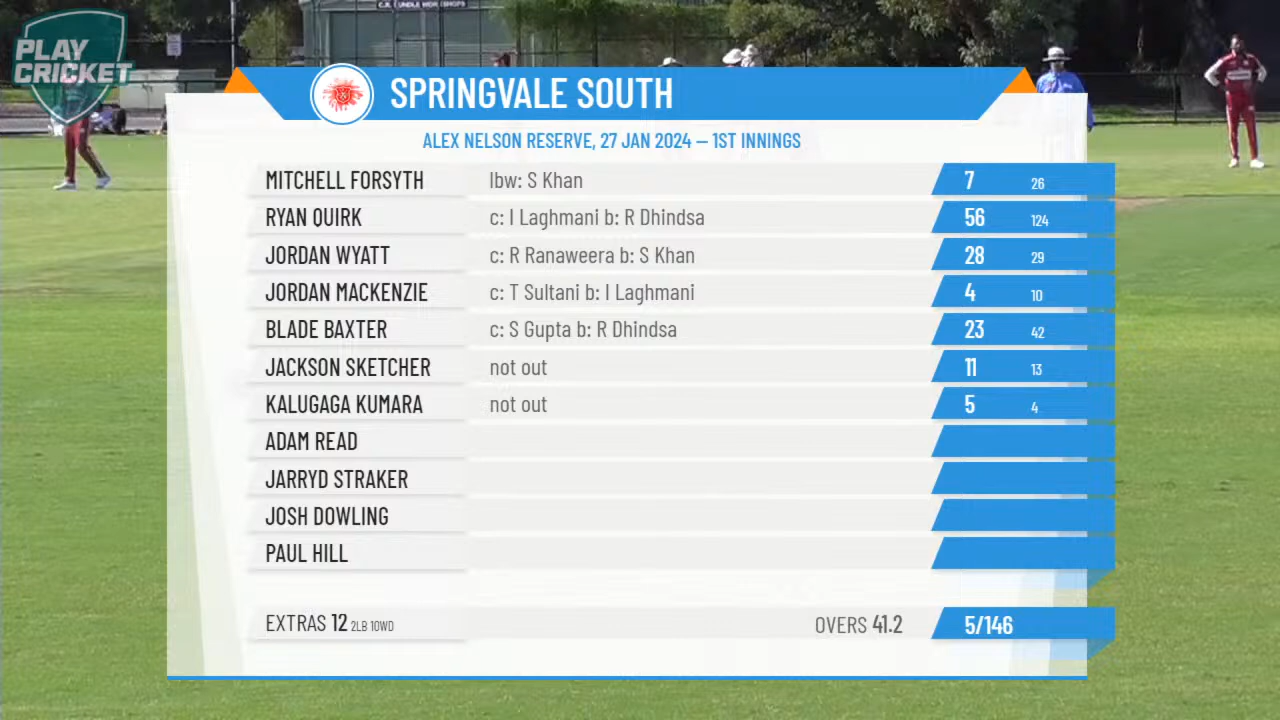 C.R. TUNDLE WORKSHOPS
PLAY
CRICKET
SPRINGVALE SOUTH
ALEX NELSON RESERVE, 27 JAN 2024 – 1ST INNINGS
MITCHELL FORSYTH lbw: S Khan 7 26
RYAN QUIRK c: I Laghmani b: R Dhindsa 56 124
JORDAN WYATT c: R Ranaweera b: S Khan 28 29
JORDAN MACKENZIE c: T Sultani b: I Laghmani 4 10
BLADE BAXTER c: S Gupta b: R Dhindsa 23 42
JACKSON SKETCHER not out 11 13
KALUGAGA KUMARA not out 5 4
ADAM READ
JARRYD STRAKER
JOSH DOWLING
PAUL HILL
EXTRAS 12 2LB 10WD OVERS 41.2 5/146